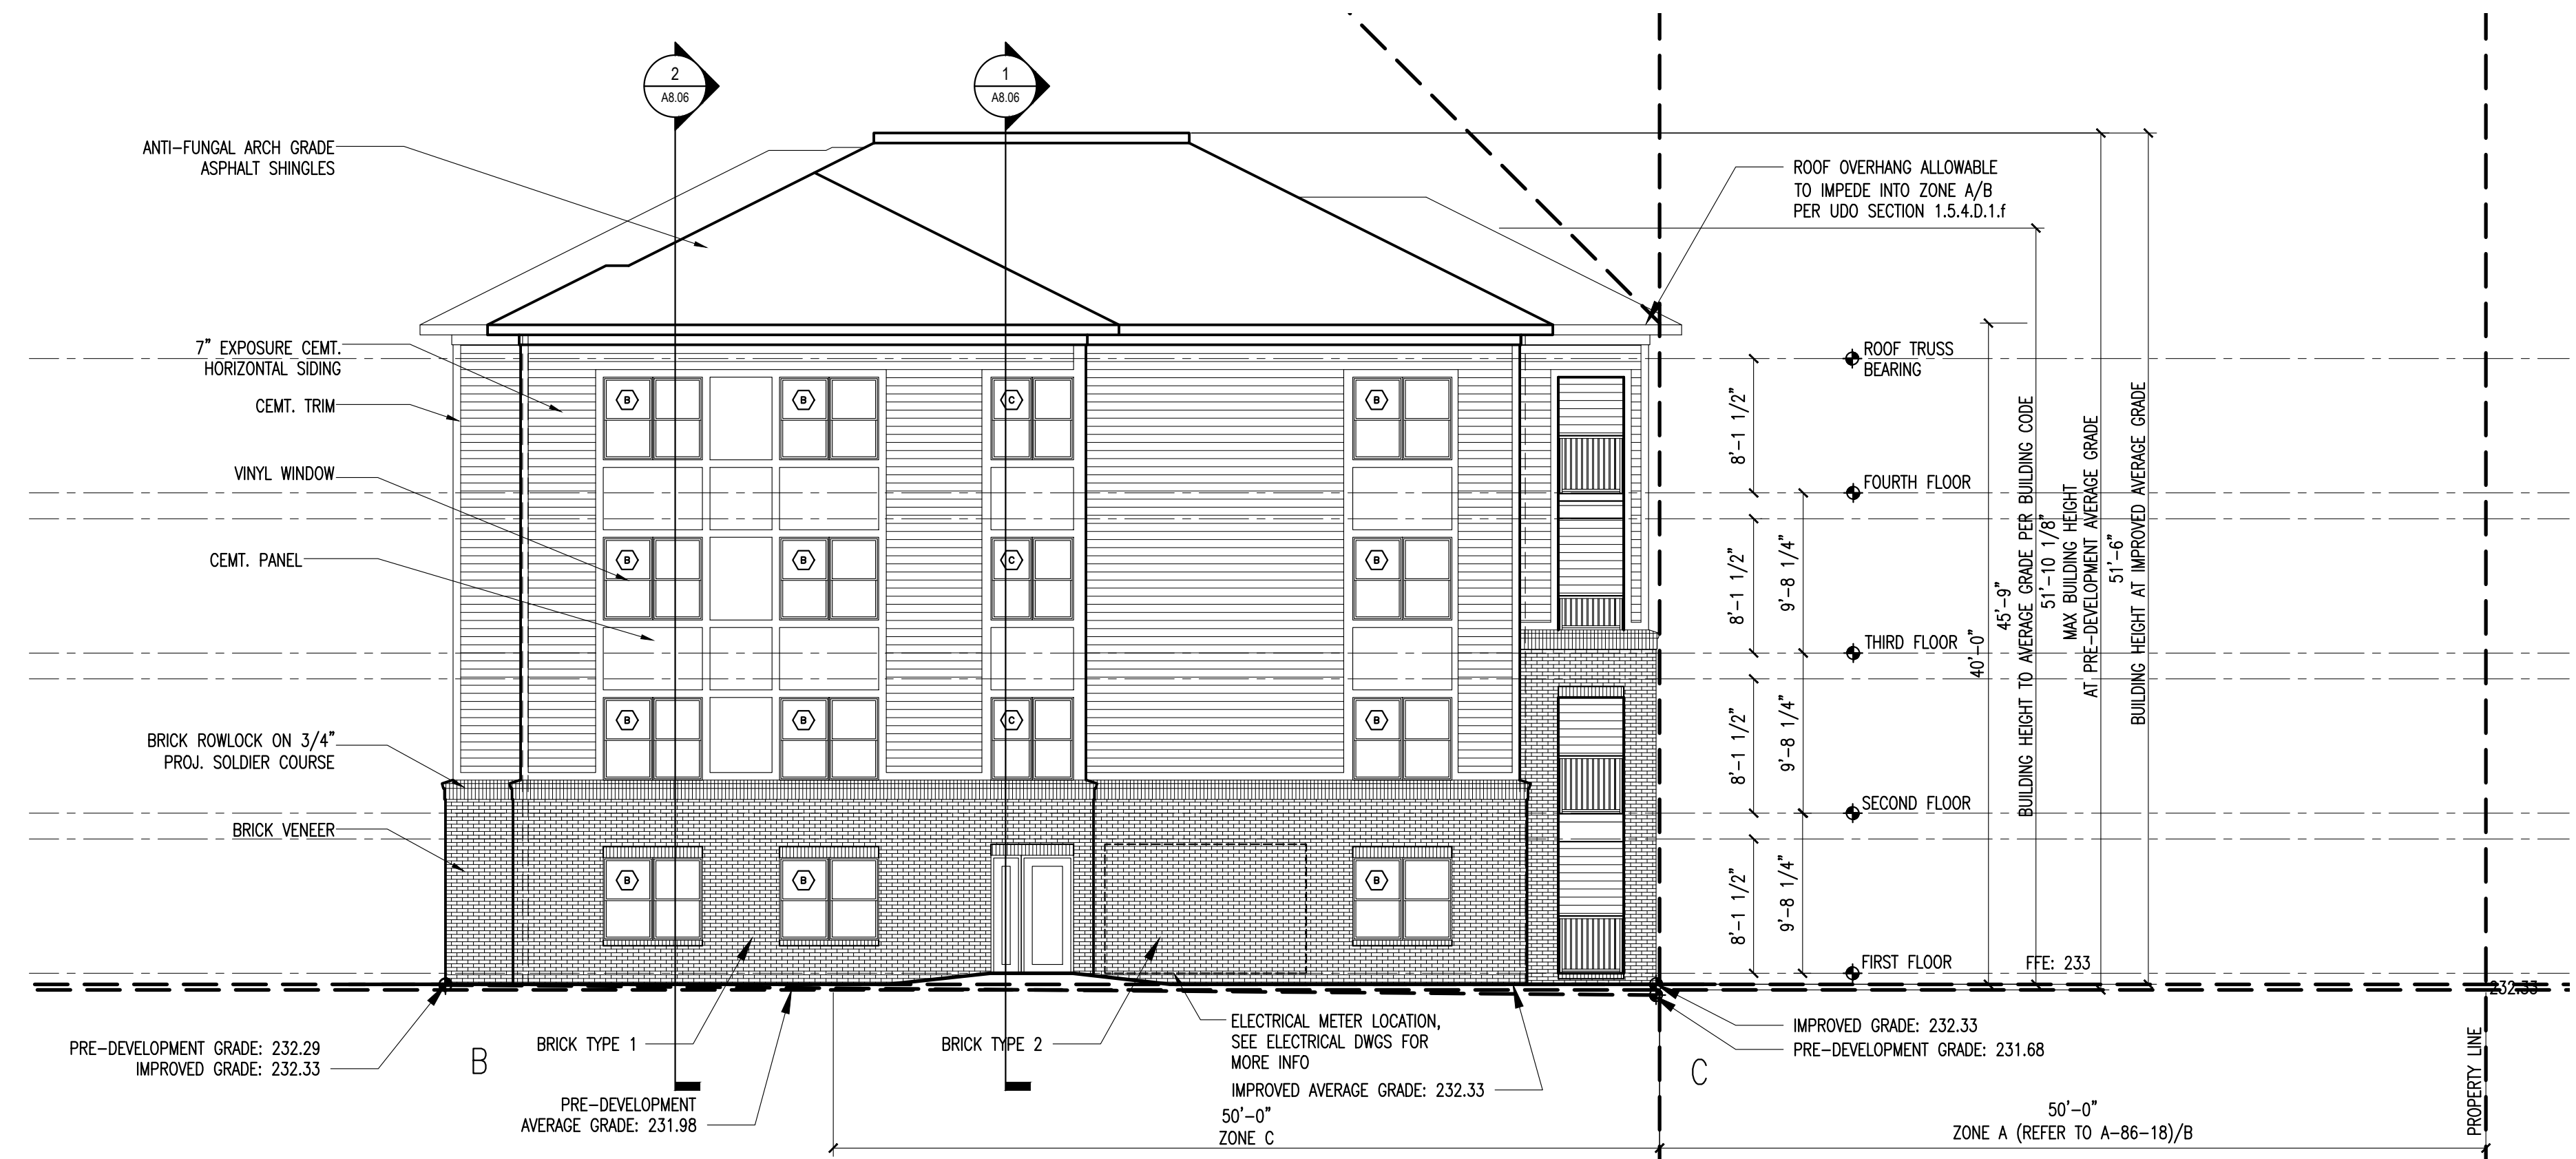 2
A8.06
1
A8.06
ANTI-FUNGAL ARCH GRADE
ASPHALT SHINGLES
7" EXPOSURE CEMT.
HORIZONTAL SIDING
CEMT. TRIM
VINYL WINDOW
CEMT. PANEL
BRICK ROWLOCK ON 3/4"
PROJ. SOLDIER COURSE
BRICK VENEER
PRE-DEVELOPMENT GRADE: 232.29
IMPROVED GRADE: 232.33
B
BRICK TYPE 1
PRE-DEVELOPMENT
AVERAGE GRADE: 231.98
B
B
C
B
B
B
C
B
B
B
C
B
B
B
B
BRICK TYPE 2
ELECTRICAL METER LOCATION,
SEE ELECTRICAL DWGS FOR
MORE INFO
IMPROVED AVERAGE GRADE: 232.33
50'-0"
ZONE C
ROOF OVERHANG ALLOWABLE
TO IMPEDE INTO ZONE A/B
PER UDO SECTION 1.5.4.D.1.f
ROOF TRUSS
BEARING
FOURTH FLOOR
THIRD FLOOR
SECOND FLOOR
FIRST FLOOR
FFE: 233
8'-1 1/2"
8'-1 1/2"
8'-1 1/2"
8'-1 1/2"
9'-8 1/4"
9'-8 1/4"
9'-8 1/4"
40'-0"
45'-9"
BUILDING HEIGHT TO AVERAGE GRADE PER BUILDING CODE
51'-10 1/8"
MAX BUILDING HEIGHT
AT PRE-DEVELOPMENT AVERAGE GRADE
51'-6"
BUILDING HEIGHT AT IMPROVED AVERAGE GRADE
232.33
IMPROVED GRADE: 232.33
PRE-DEVELOPMENT GRADE: 231.68
C
50'-0"
ZONE A (REFER TO A-86-18)/B
PROPERTY LINE